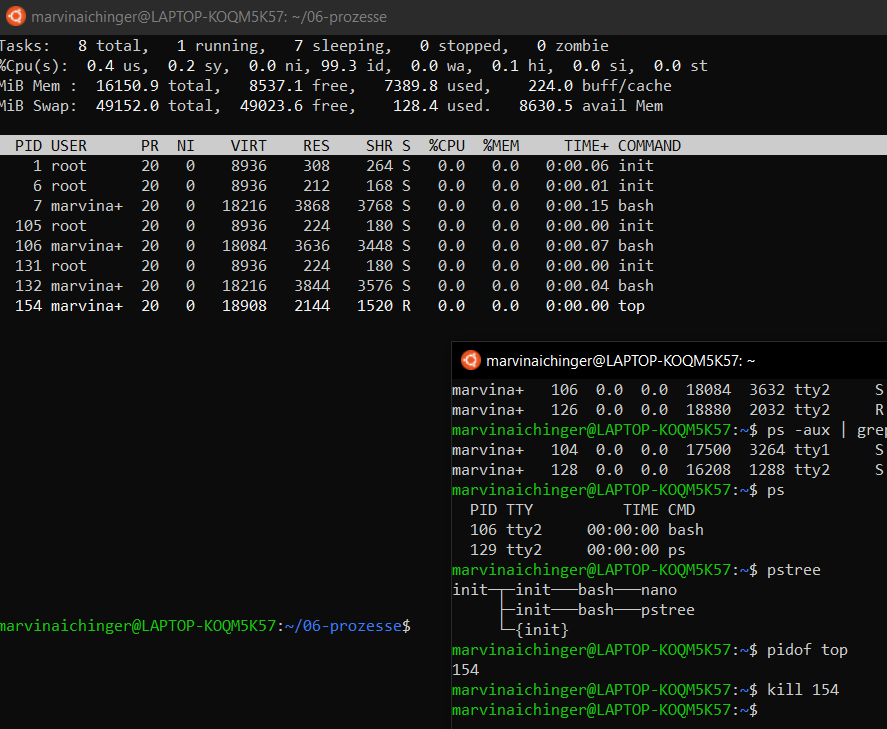 marvinaichinger@LAPTOP-KOQM5K57: ~/06-prozesse
Tasks:   8 total,   1 running,   7 sleeping,   0 stopped,   0 zombie
%Cpu(s):  0.4 us,  0.2 sy,  0.0 ni, 99.3 id,  0.0 wa,  0.1 hi,  0.0 si,  0.0 st
MiB Mem :  16150.9 total,   8537.1 free,   7389.8 used,    224.0 buff/cache
MiB Swap:  49152.0 total,  49023.6 free,    128.4 used.   8630.5 avail Mem
PID USER      PR  NI    VIRT    RES    SHR S  %CPU  %MEM     TIME+ COMMAND
1 root      20   0    8936    308    264 S   0.0   0.0   0:00.06 init
6 root      20   0    8936    212    168 S   0.0   0.0   0:00.01 init
7 marvina+  20   0   18216   3868   3768 S   0.0   0.0   0:00.15 bash
105 root      20   0    8936    224    180 S   0.0   0.0   0:00.00 init
106 marvina+  20   0   18084   3636   3448 S   0.0   0.0   0:00.07 bash
131 root      20   0    8936    224    180 S   0.0   0.0   0:00.00 init
132 marvina+  20   0   18216   3844   3576 S   0.0   0.0   0:00.04 bash
154 marvina+  20   0   18908   2144   1520 R   0.0   0.0   0:00.00 top
marvinaichinger@LAPTOP-KOQM5K57:~/06-prozesse$
marvinaichinger@LAPTOP-KOQM5K57: ~
marvina+   106  0.0  0.0  18084  3632 tty2     S
marvina+   126  0.0  0.0  18880  2032 tty2     R
marvinaichinger@LAPTOP-KOQM5K57:~$ ps -aux | grep
marvina+   104  0.0  0.0  17500  3264 tty1     S
marvina+   128  0.0  0.0  16208  1288 tty2     S
marvinaichinger@LAPTOP-KOQM5K57:~$ ps
PID TTY          TIME CMD
106 tty2     00:00:00 bash
129 tty2     00:00:00 ps
marvinaichinger@LAPTOP-KOQM5K57:~$ pstree
init─┬─init───bash───nano
├─init───bash───pstree
└─{init}
marvinaichinger@LAPTOP-KOQM5K57:~$ pidof top
154
marvinaichinger@LAPTOP-KOQM5K57:~$ kill 154
marvinaichinger@LAPTOP-KOQM5K57:~$